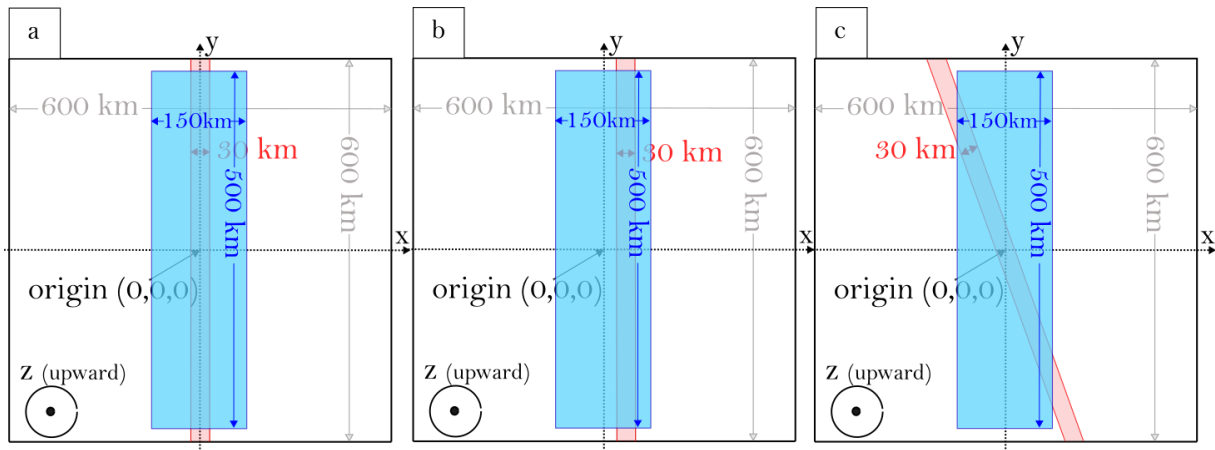 a
y
600 km
150km
30 km
600 km
500 km
x
origin (0,0,0)
z (upward)
b
y
600 km
150km
30 km
600 km
500 km
x
origin (0,0,0)
z (upward)
c
y
600 km
150km
30 km
600 km
500 km
x
origin (0,0,0)
z (upward)